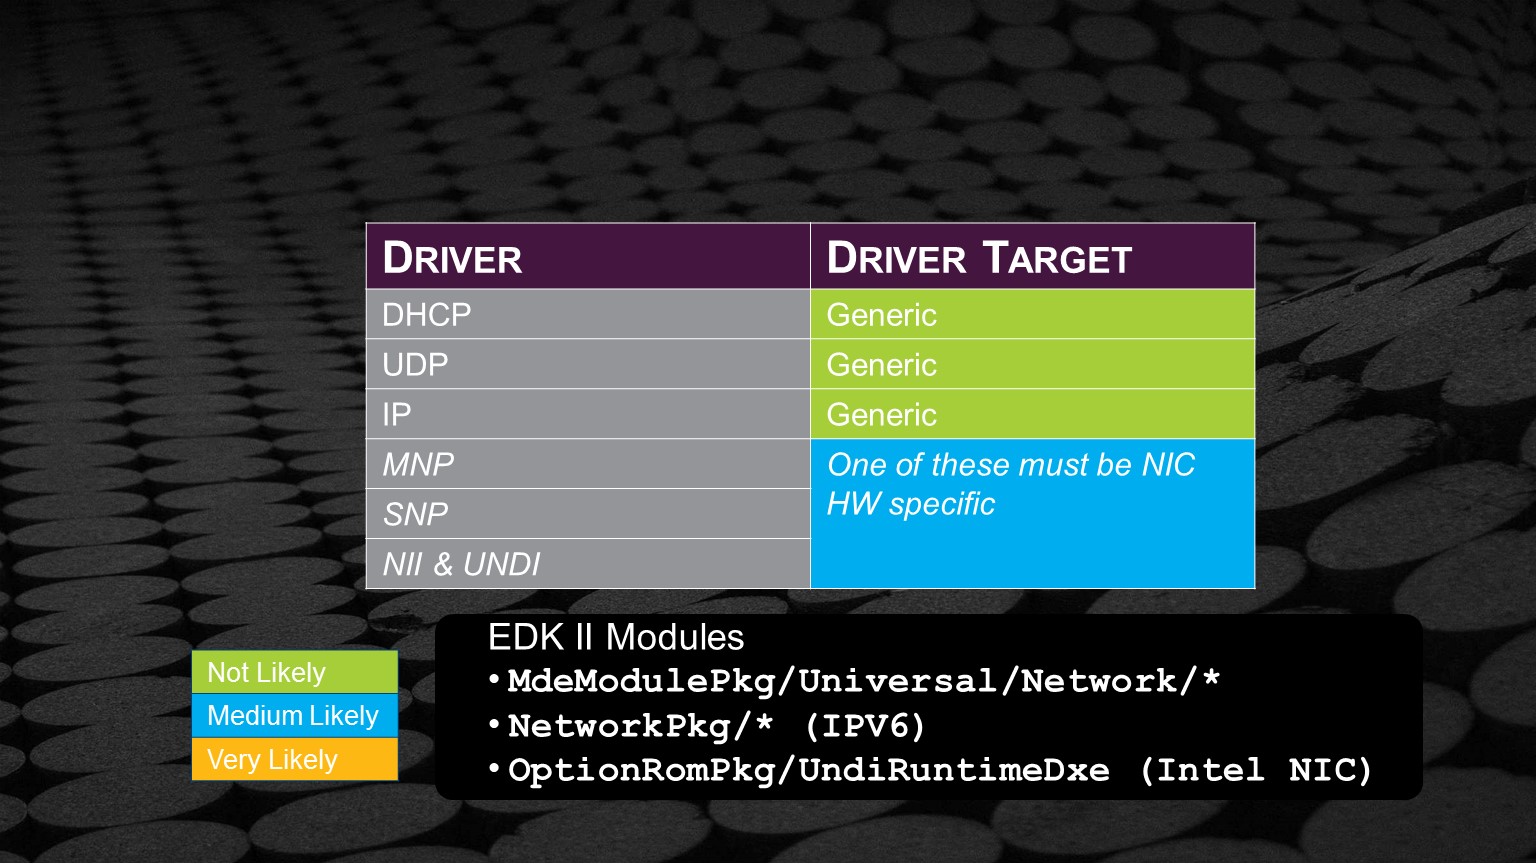 DRIVER
DRIVER TARGET
DHCP
Generic
UDP
Generic
IP
Generic
MNP
One of these must be NIC
HW specific
SNP
NII & UNDI
EDK II Modules
• MdeModulePkg/Universal/Network/*
• NetworkPkg/* (IPV6)
• OptionRomPkg/UndiRuntimeDxe (Intel NIC)
Not Likely
Medium Likely
Very Likely